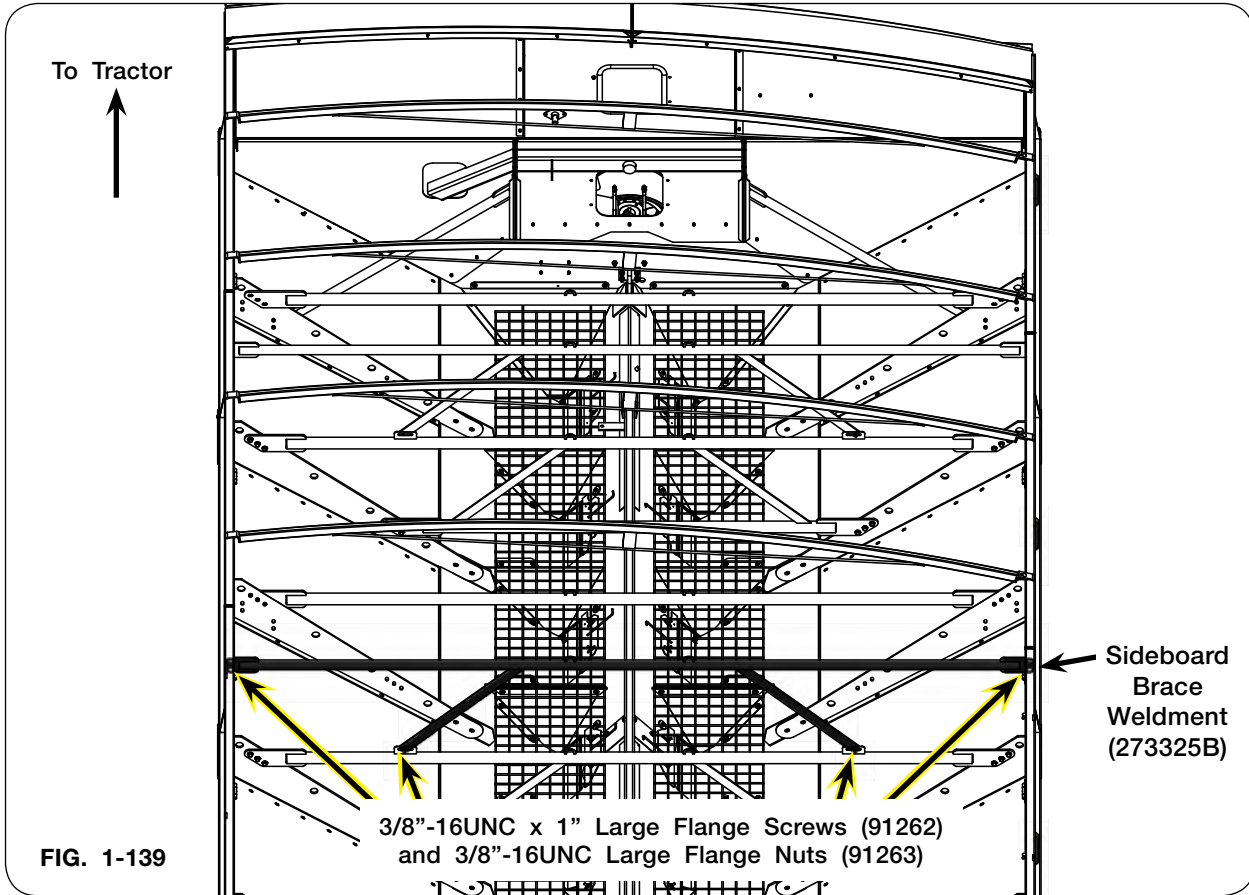 To Tractor
Sideboard
Brace
Weldment
(273325B)
3/8”-16UNC x 1” Large Flange Screws (91262)
and 3/8”-16UNC Large Flange Nuts (91263)
FIG. 1-139